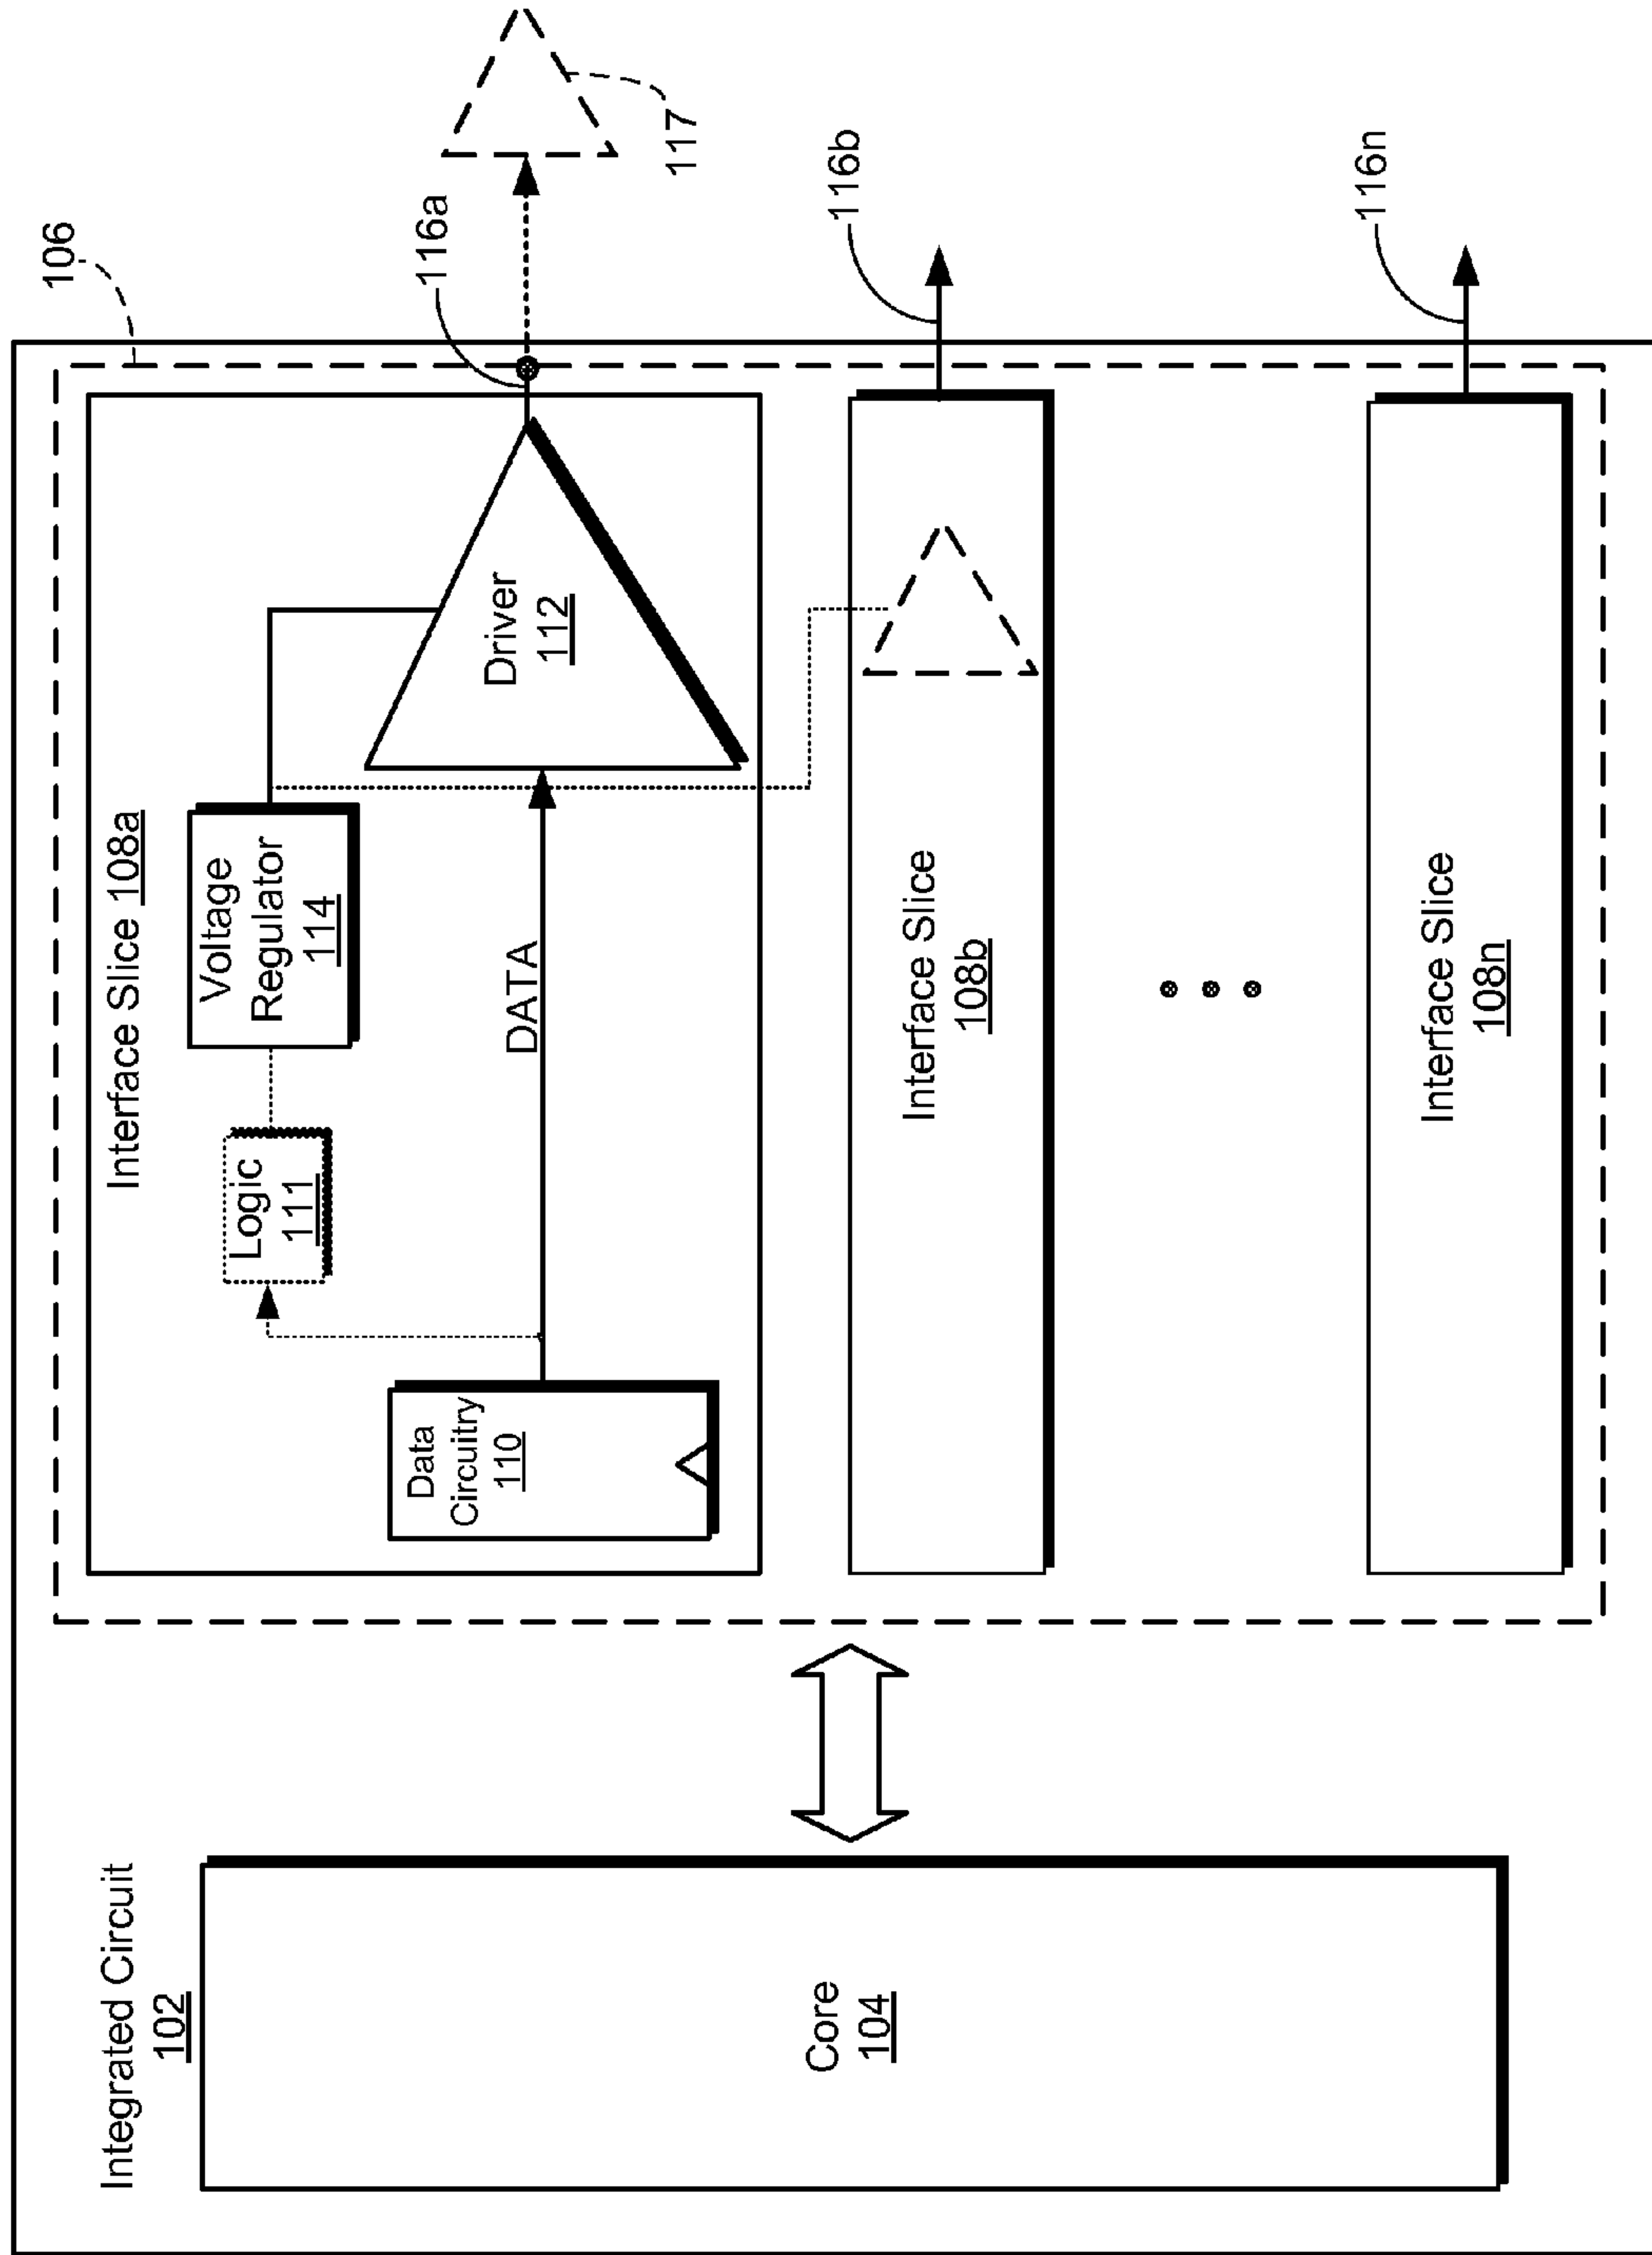 Integrated Circuit
102
Core
104
106
Interface Slice 108a
Data
Circuitry
110
Logic
111
Voltage
Regulator
114
DATA
Driver
112
116a
117
Interface Slice
108b
116b
Interface Slice
108n
116n